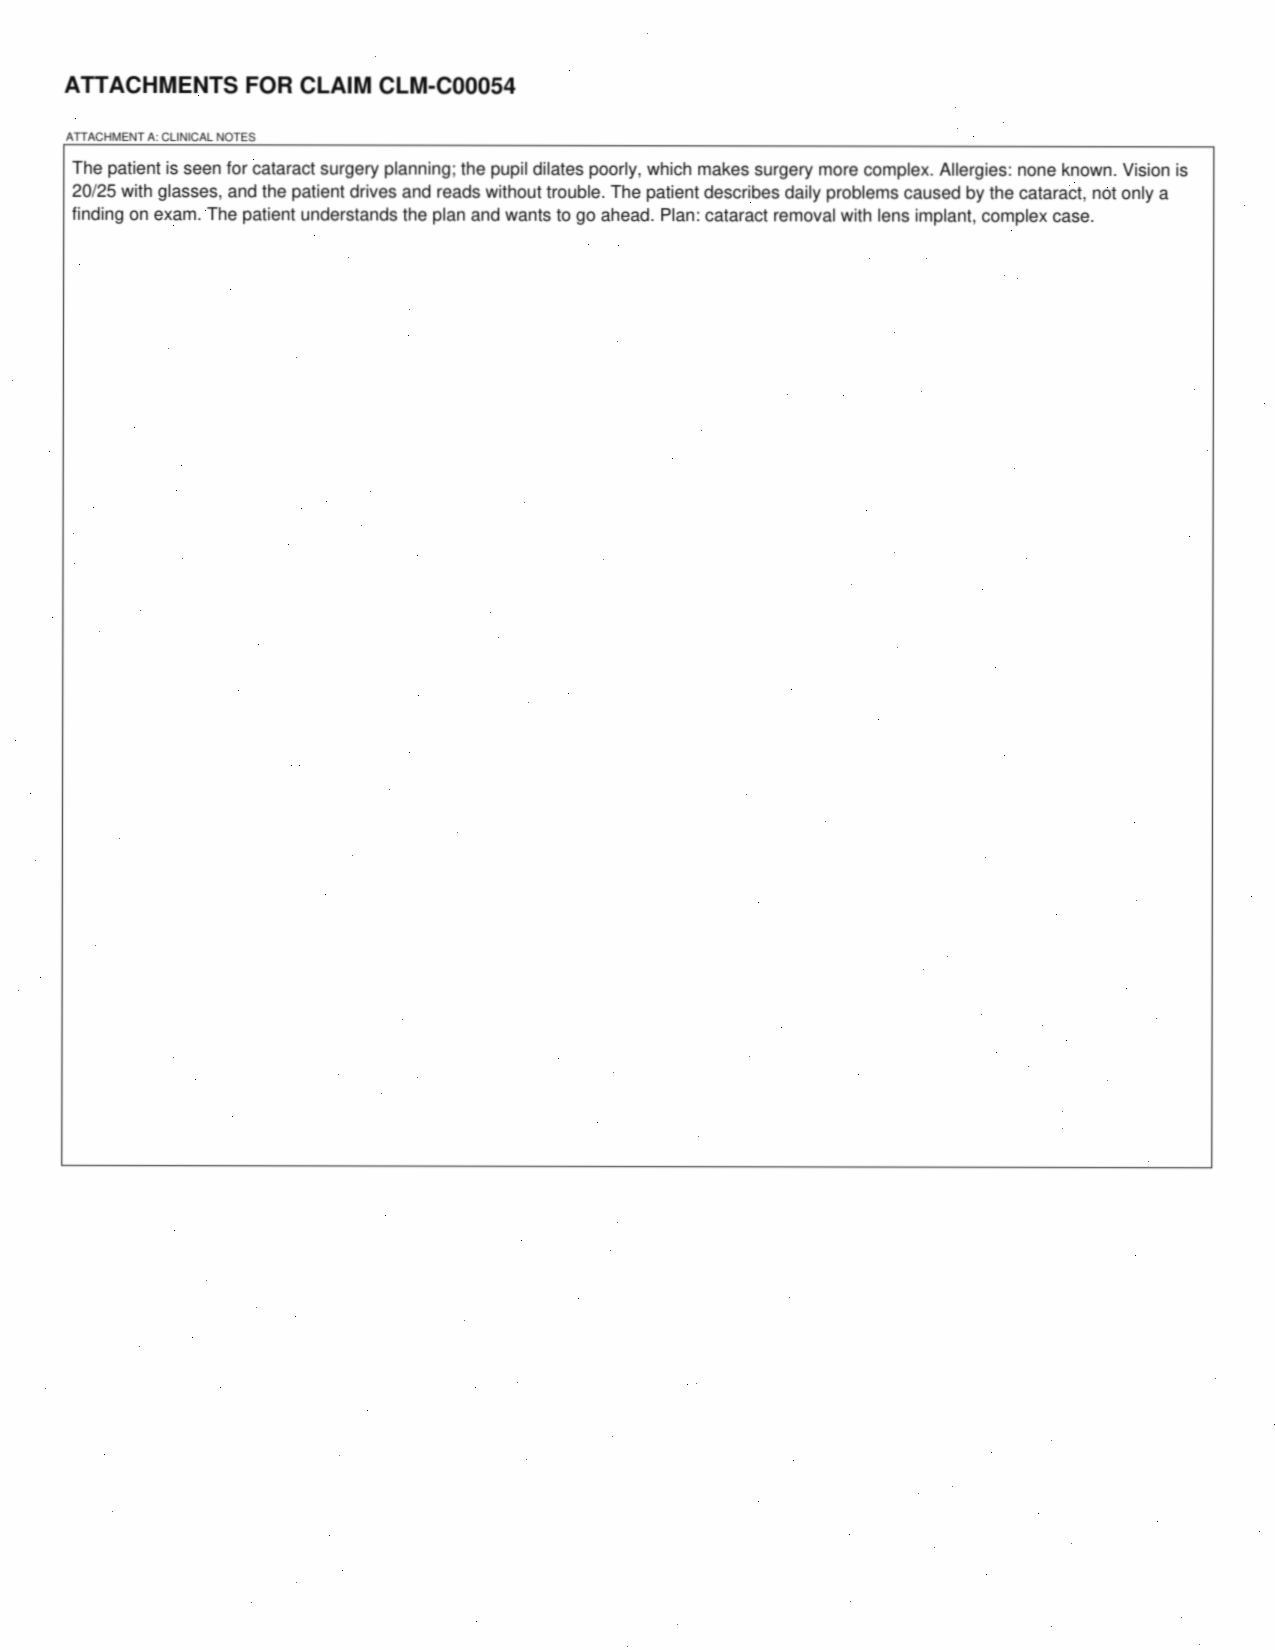 ATTACHMENTS FOR CLAIM CLM-C00054
ATTACHMENT A: CLINICAL NOTES
The patient is seen for cataract surgery planning; the pupil dilates poorly, which makes surgery more complex. Allergies: none known. Vision is
20/25 with glasses, and the patient drives and reads without trouble. The patient describes daily problems caused by the cataract, not only a
finding on exam. The patient understands the plan and wants to go ahead. Plan: cataract removal with lens implant, complex case.